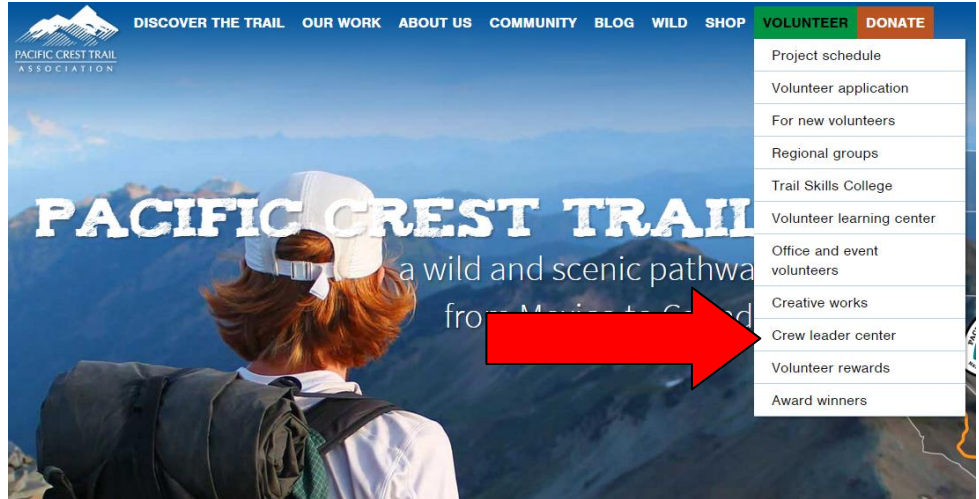 DISCOVER THE TRAIL OUR WORK ABOUT US COMMUNITY BLOG WILD SHOP VOLUNTEER DONATE
PACIFIC CREST TRAIL
ASSOCIATION
Project schedule
Volunteer application
For new volunteers
Regional groups
Trail Skills College
Volunteer learning center
Office and event
volunteers
Creative works
Crew leader center
Volunteer rewards
Award winners
PACIFIC CREST TRAIL
a wild and scenic pathwa
from